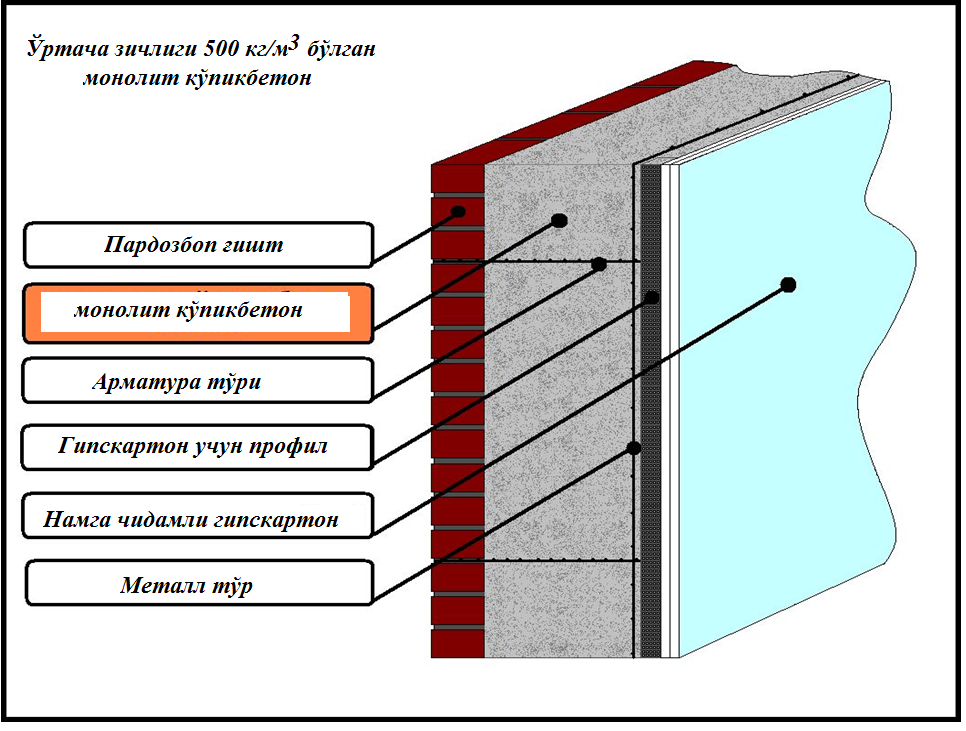 Ўртача зичлиги 500 кг/м3 бўлган
монолит кўпикбетон
Пардозбоп гишт
монолит кўпикбетон
Арматура тўри
Гипскартон учун профил
Намга чидамли гипскартон
Металл тўр